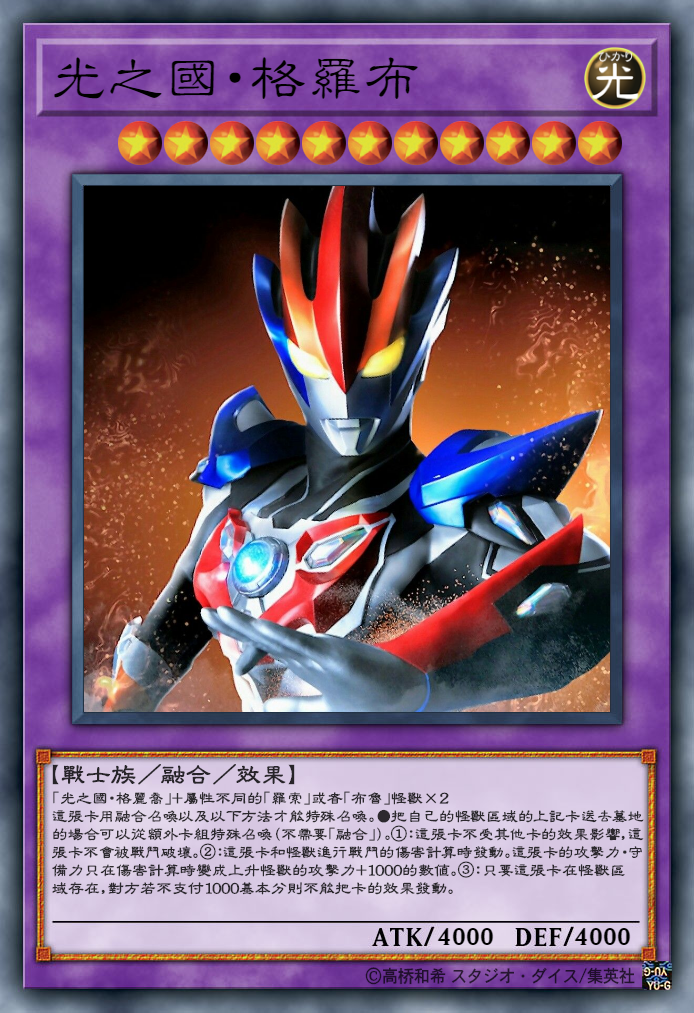 光之國·格羅布
ひかり
光
【戰士族／融合／效果】
「光之國·格麗喬」+屬性不同的「羅索」或者「布魯」怪獸×2
這張卡用融合召喚以及以下方法才能特殊召喚。●把自己的怪獸區域的上記卡送去墓地
的場合可以從額外卡組特殊召喚(不需要「融合」)。①:這張卡不受其他卡的效果影響,這
張卡不會被戰鬥破壞。②:這張卡和怪獸進行戰鬥的傷害計算時發動。這張卡的攻擊力·守
備力只在傷害計算時變成上升怪獸的攻擊力+1000的數值。③:只要這張卡在怪獸區
域存在,對方若不支付1000基本分則不能把卡的效果發動。
ATK/4000 DEF/4000
©高桥和希 スタジオ・ダイス/集英社